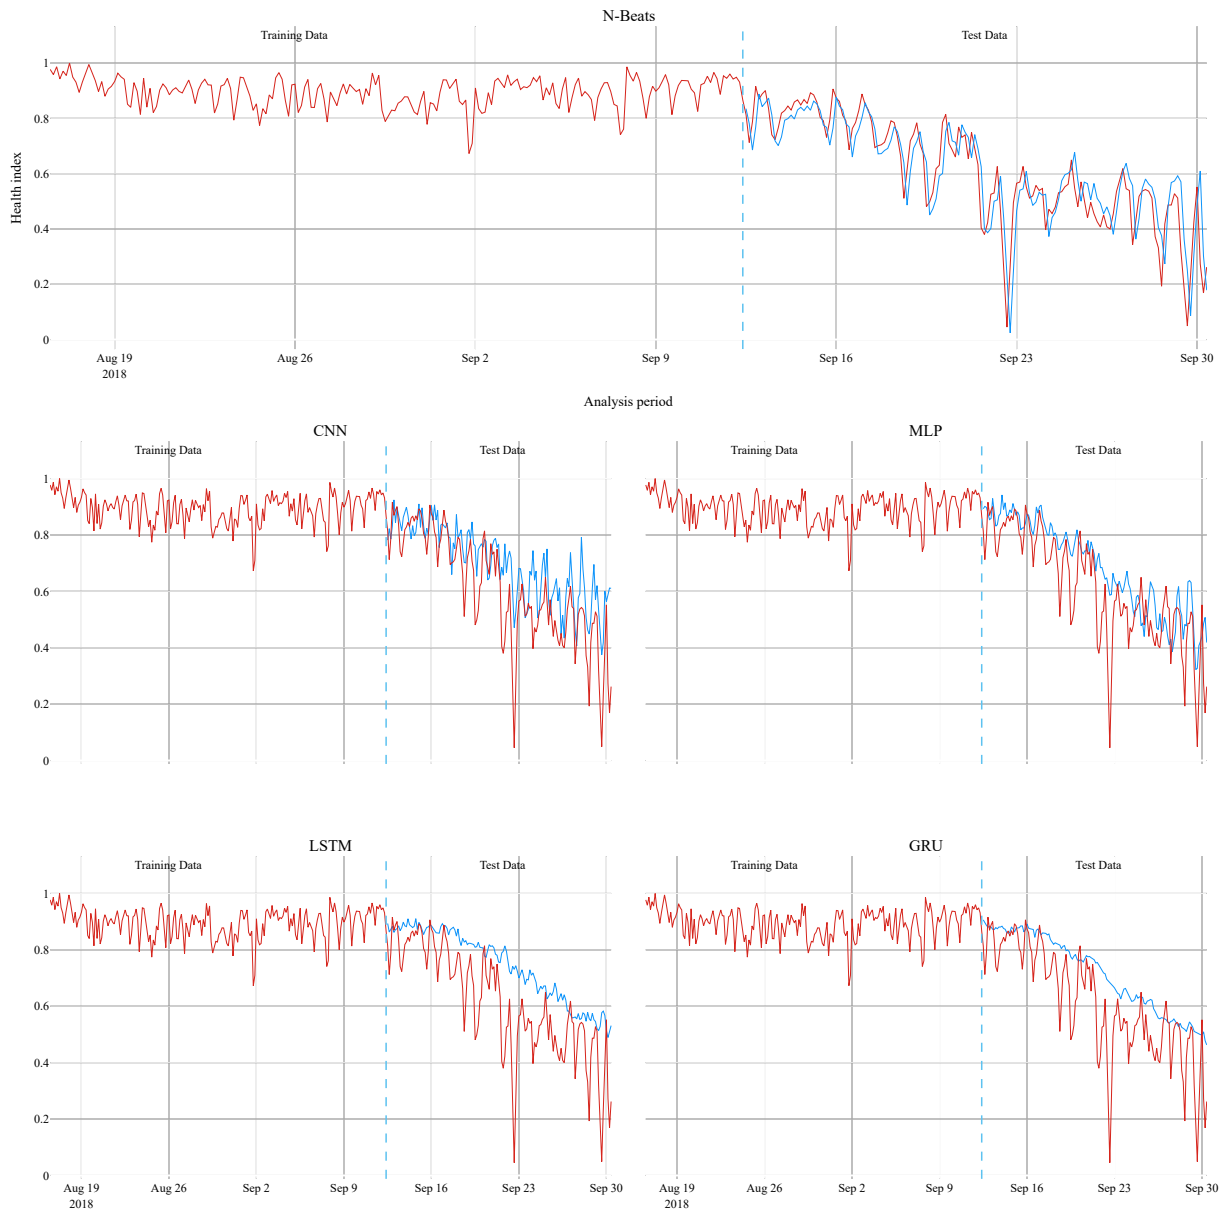 N-Beats
Training Data
Test Data
1
0.8
0.6
0.4
0.2
0
Health index
Aug 19
2018
Aug 26
Sep 2
Sep 9
Sep 16
Sep 23
Sep 30
Analysis period
CNN
Training Data
Test Data
1
0.8
0.6
0.4
0.2
0
MLP
Training Data
Test Data
LSTM
Training Data
Test Data
1
0.8
0.6
0.4
0.2
0
Aug 19
2018
Aug 26
Sep 2
Sep 9
Sep 16
Sep 23
Sep 30
GRU
Training Data
Test Data
Aug 19
2018
Aug 26
Sep 2
Sep 9
Sep 16
Sep 23
Sep 30